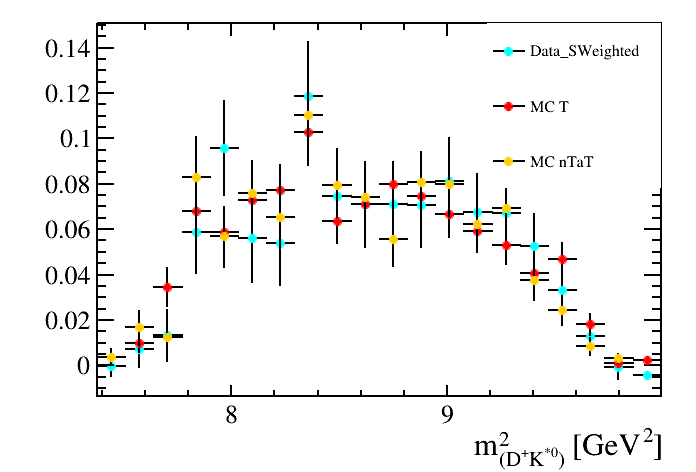 0.14
0.12
0.1
0.08
0.06
0.04
0.02
0
Data_SWeighted
MC T
MC nTaT
8 9
m²(D⁺K*⁰) [GeV²]